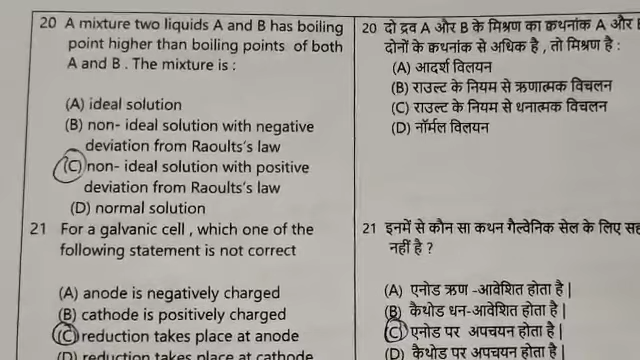 20 A mixture two liquids A and B has boiling
point higher than boiling points of both
A and B . The mixture is :
(A) ideal solution
(B) non- ideal solution with negative
deviation from Raoults's law
(C) non- ideal solution with positive
deviation from Raoults's law
(D) normal solution
21 For a galvanic cell , which one of the
following statement is not correct
(A) anode is negatively charged
(B) cathode is positively charged
(C) reduction takes place at anode
(D) reduction takes place at cathode
20 दो द्रव A और B के मिश्रण का क्वथनांक A और
दोनों के क्वथनांक से अधिक है , तो मिश्रण है :
(A) आदर्श विलयन
(B) राउल्ट के नियम से ऋणात्मक विचलन
(C) राउल्ट के नियम से धनात्मक विचलन
(D) नॉर्मल विलयन
21 इनमें से कौन सा कथन गैल्वेनिक सेल के लिए
नहीं है ?
(A) एनोड ऋण -आवेशित होता है |
(B) कैथोड धन-आवेशित होता है |
(C) एनोड पर अपचयन होता है |
(D) कैथोड पर अपचयन होता है |